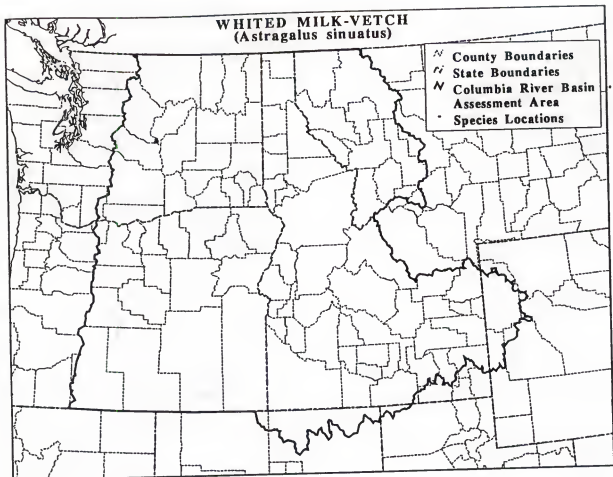 WHITED MILK-VETCH
(Astragalus sinuatus)
County Boundaries
State Boundaries
Columbia River Basin
Assessment Area
Species Locations